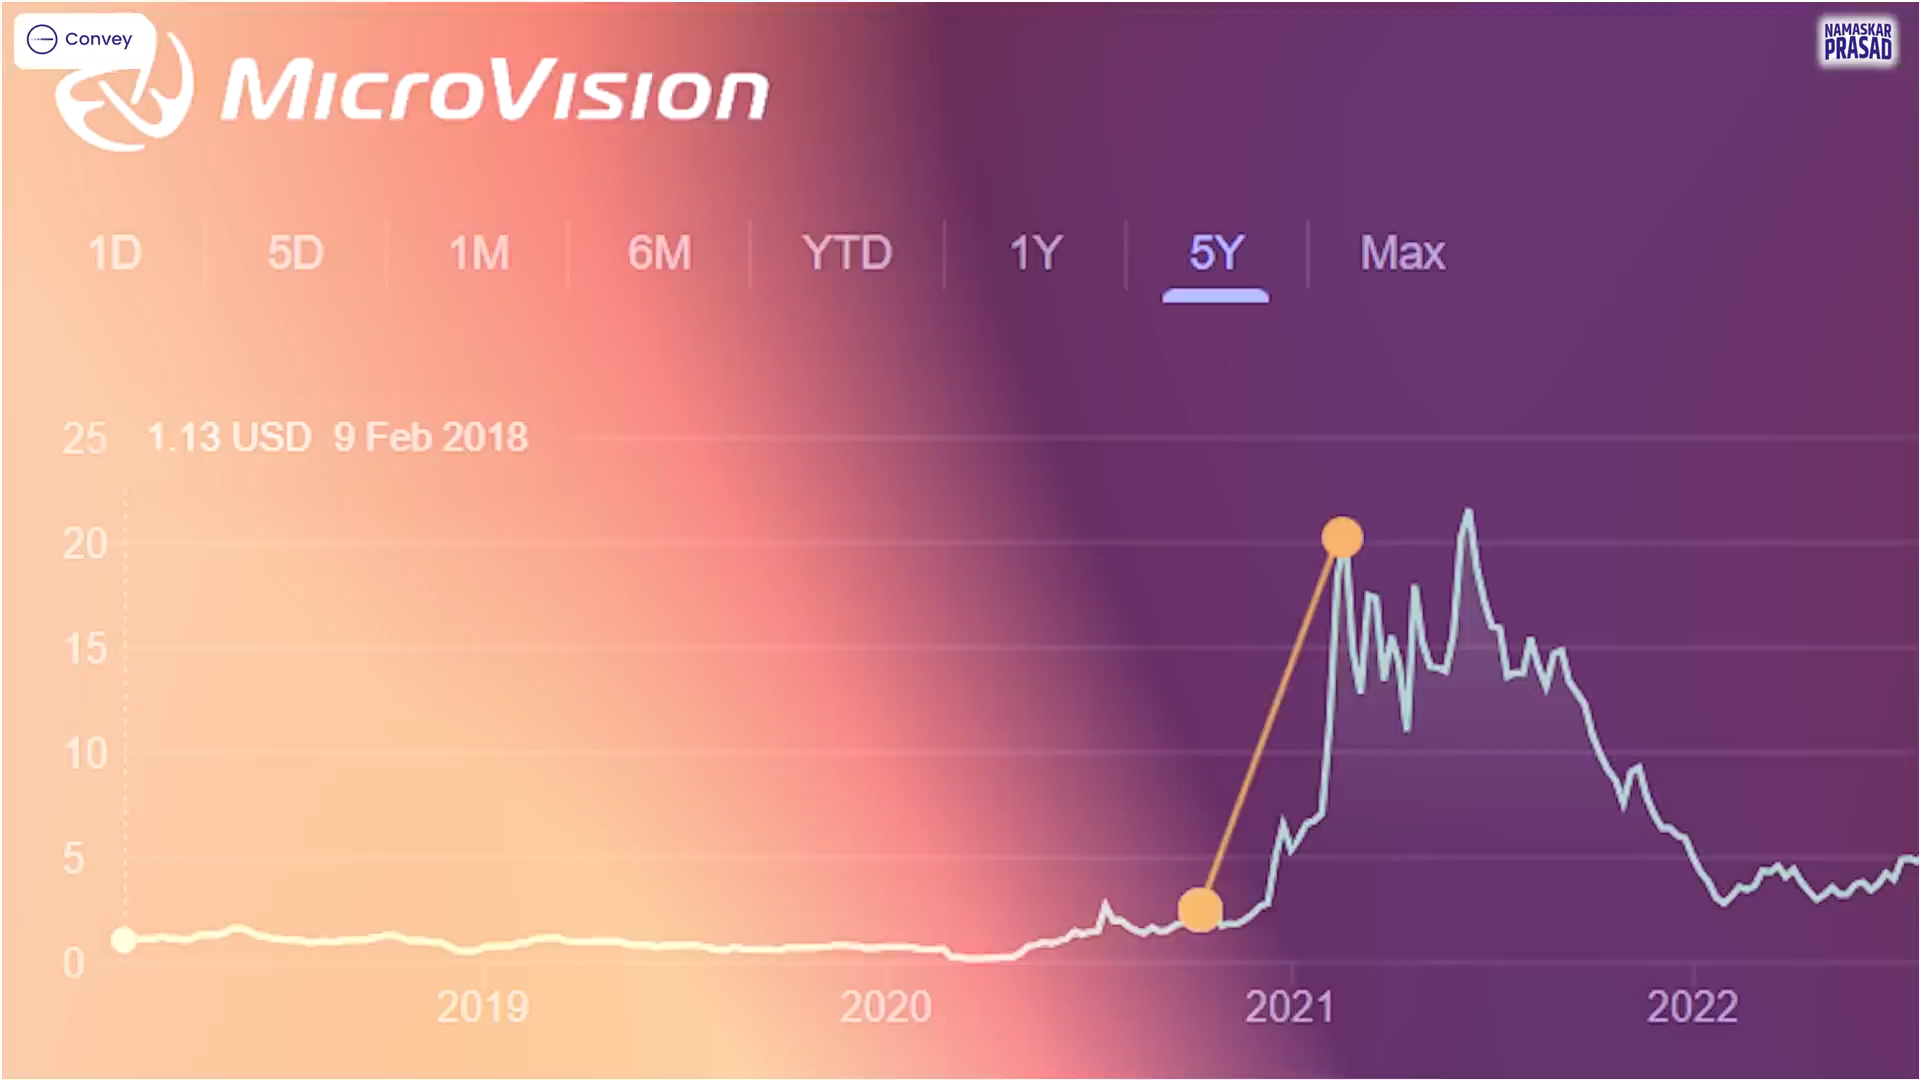 Convey
NAMASKAR
PRASAD
MICROVISION
1D 5D 1M 6M YTD 1Y 5Y Max
25 1.13 USD 9 Feb 2018
20
15
10
5
0
2019 2020 2021 2022